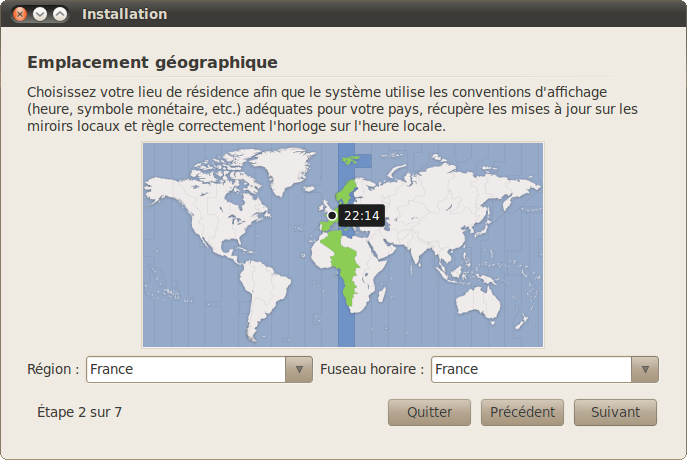 Installation
Emplacement géographique
Choisissez votre lieu de résidence afin que le système utilise les conventions d'affichage
(heure, symbole monétaire, etc.) adéquates pour votre pays, récupère les mises à jour sur les
miroirs locaux et règle correctement l'horloge sur l'heure locale.
22:14
Région : France Fuseau horaire : France
Étape 2 sur 7 Quitter Précédent Suivant